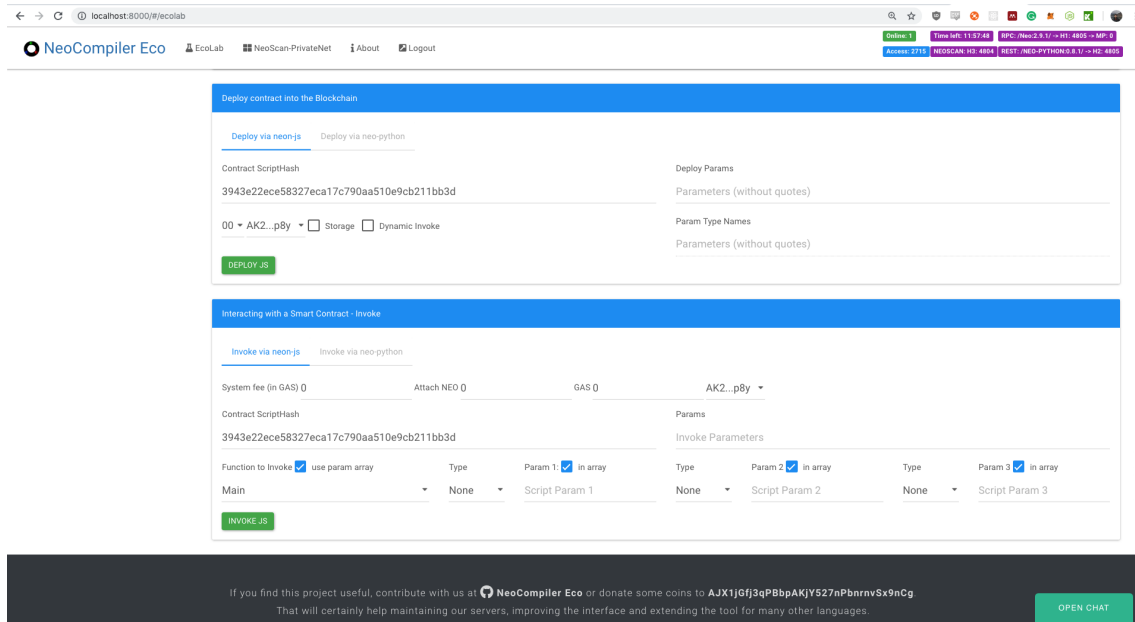 localhost:8000/#/ecolab
NeoCompiler Eco EcoLab NeoScan-PrivateNet About Logout
Online: 1 Time left: 11:57:48 RPC: /Neo:2.9.1/ -> H1: 4805 -> MP: 0
Access: 2715 NEOSCAN: H3: 4804 REST: /NEO-PYTHON:0.8.1/ -> H2: 4805
Deploy contract into the Blockchain
Deploy via neon-js Deploy via neo-python
Contract ScriptHash Deploy Params
3943e22ece58327eca17c790aa510e9cb211bb3d Parameters (without quotes)
Param Type Names
00 AK2...p8y Storage Dynamic Invoke
Parameters (without quotes)
DEPLOY JS
Interacting with a Smart Contract - Invoke
Invoke via neon-js Invoke via neo-python
System fee (in GAS) 0 Attach NEO 0 GAS 0 AK2...p8y
Contract ScriptHash Params
3943e22ece58327eca17c790aa510e9cb211bb3d Invoke Parameters
Function to Invoke use param array Type Param 1: in array Type Param 2 in array Type Param 3 in array
Main None Script Param 1 None Script Param 2 None Script Param 3
INVOKE JS
If you find this project useful, contribute with us at NeoCompiler Eco or donate some coins to AJX1jGfj3qPBbpAKjY527nPbnrnvSx9nCg.
That will certainly help maintaining our servers, improving the interface and extending the tool for many other languages.
OPEN CHAT